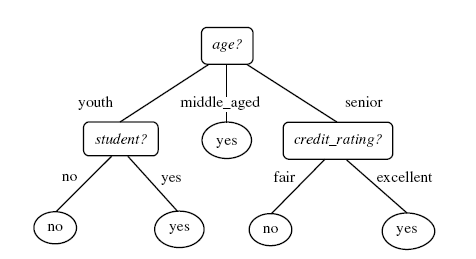 age?
youth
middle_aged
senior
student?
yes
credit_rating?
no
yes
fair
excellent
no
yes
no
yes